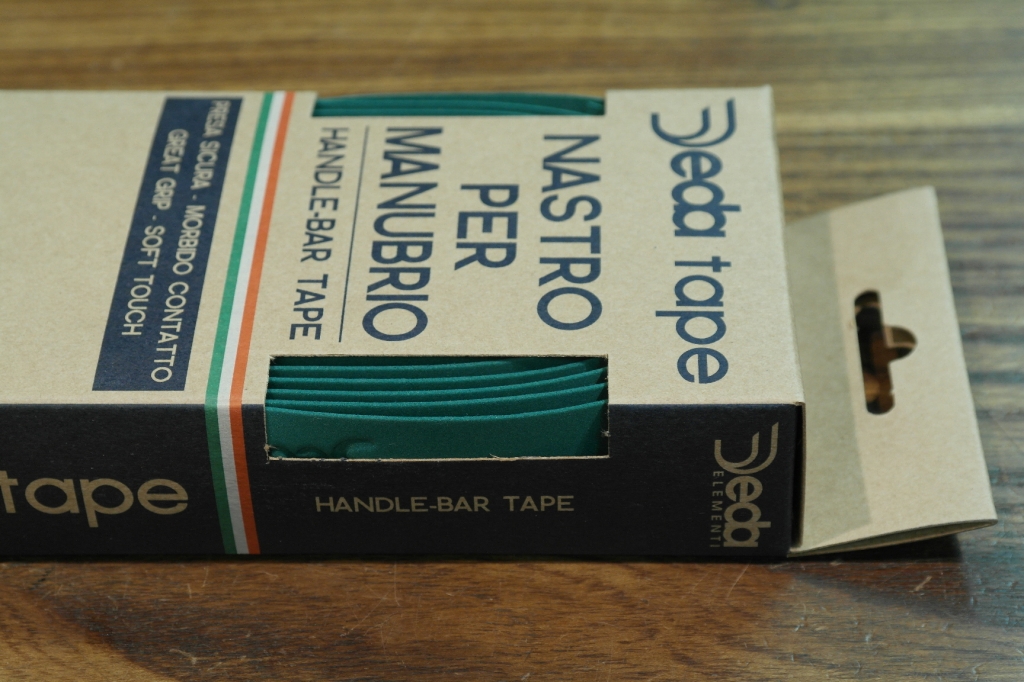 Deda tape
NASTRO
PER
MANUBRIO
HANDLE-BAR TAPE
PRESA SICURA - MORBIDO CONTATTO
GREAT GRIP - SOFT TOUCH
tape
HANDLE-BAR TAPE
Deda
ELEMENTI